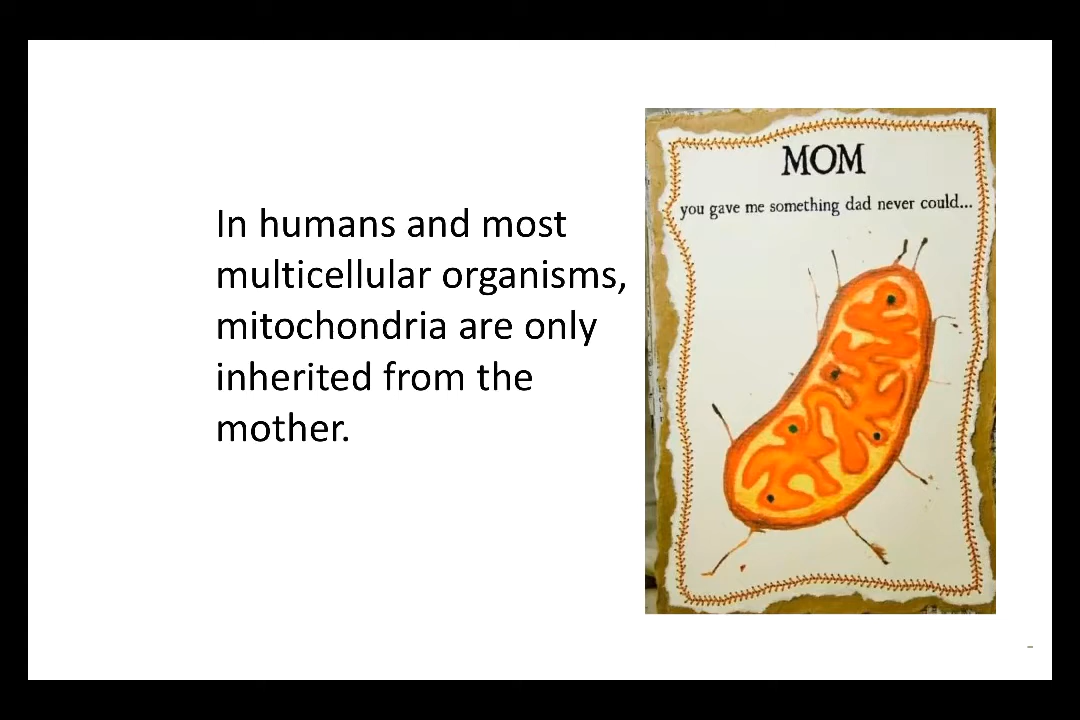 In humans and most
multicellular organisms,
mitochondria are only
inherited from the
mother.
MOM
you gave me something dad never could...